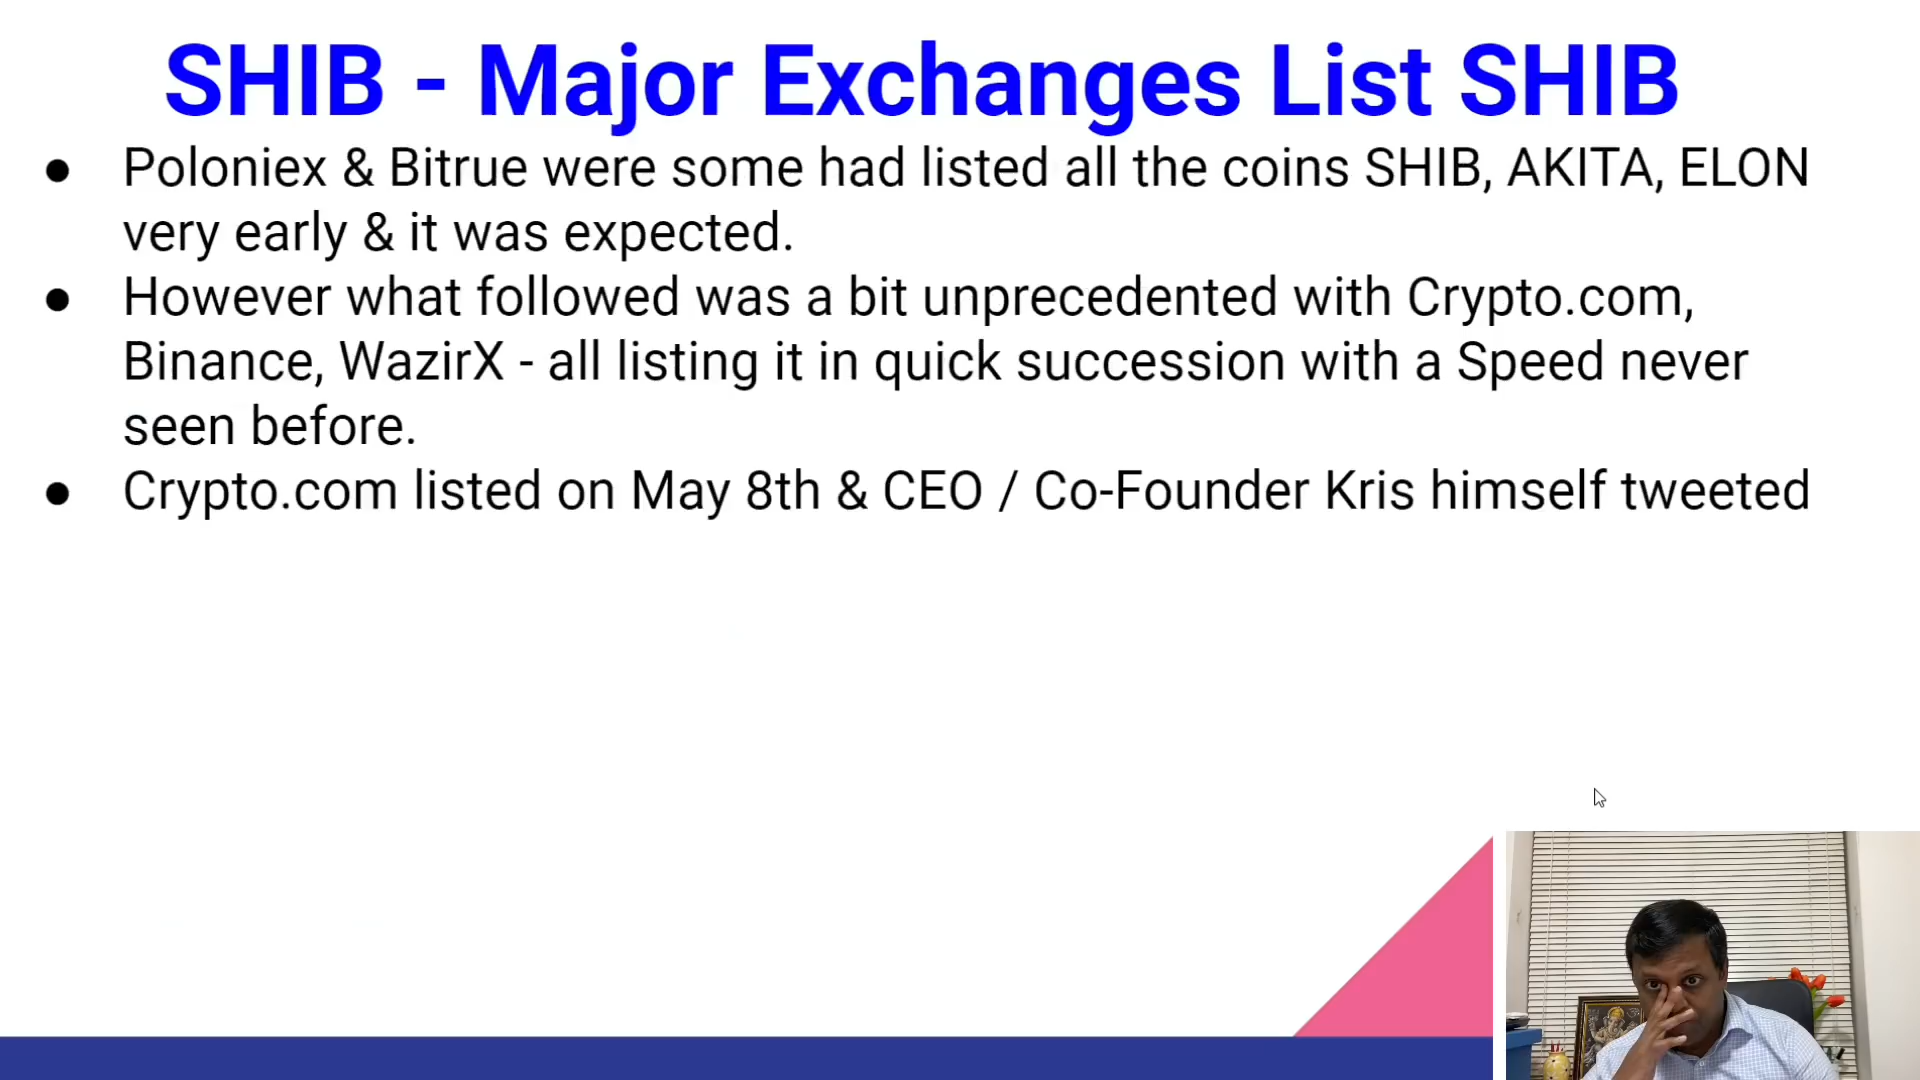 SHIB - Major Exchanges List SHIB
● Poloniex & Bitrue were some had listed all the coins SHIB, AKITA, ELON
very early & it was expected.
● However what followed was a bit unprecedented with Crypto.com,
Binance, WazirX - all listing it in quick succession with a Speed never
seen before.
● Crypto.com listed on May 8th & CEO / Co-Founder Kris himself tweeted